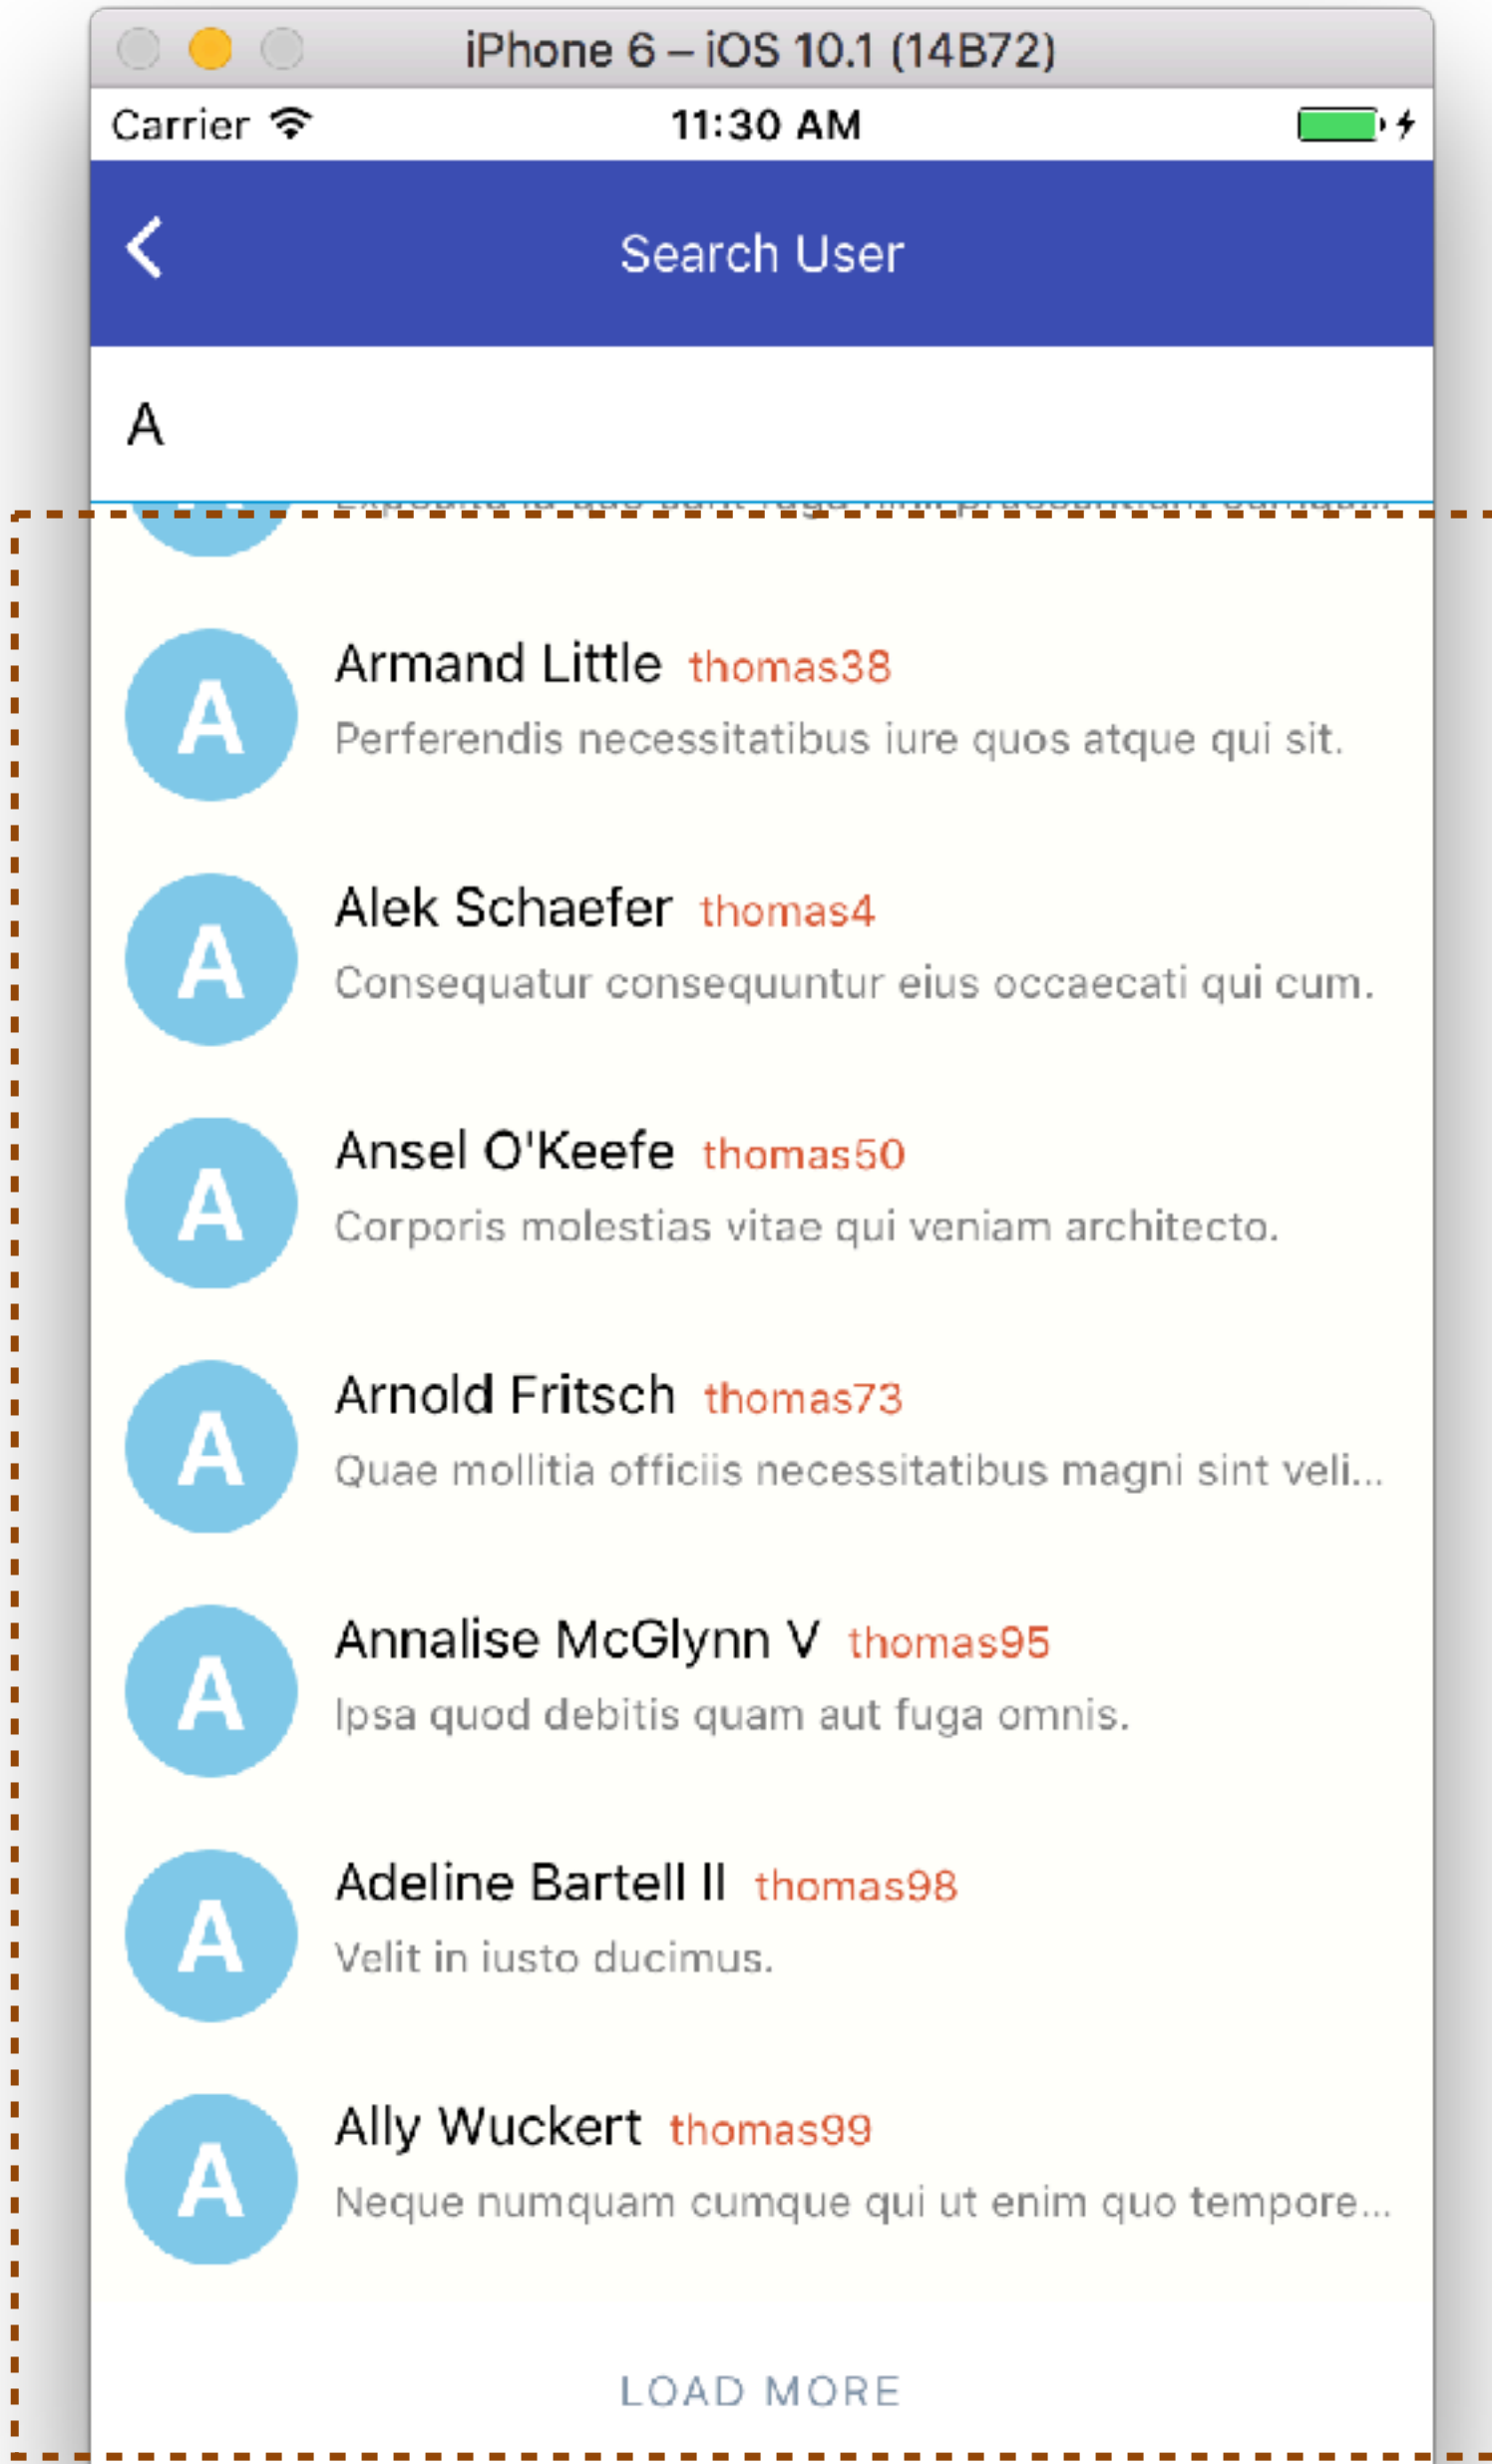 iPhone 6 – iOS 10.1 (14B72)
Carrier 11:30 AM
Search User
A
A Armand Little thomas38
Perferendis necessitatibus iure quos atque qui sit.
A Alek Schaefer thomas4
Consequatur consequuntur eius occaecati qui cum.
A Ansel O'Keefe thomas50
Corporis molestias vitae qui veniam architecto.
A Arnold Fritsch thomas73
Quae mollitia officiis necessitatibus magni sint veli...
A Annalise McGlynn V thomas95
Ipsa quod debitis quam aut fuga omnis.
A Adeline Bartell II thomas98
Velit in iusto ducimus.
A Ally Wuckert thomas99
Neque numquam cumque qui ut enim quo tempore...
LOAD MORE